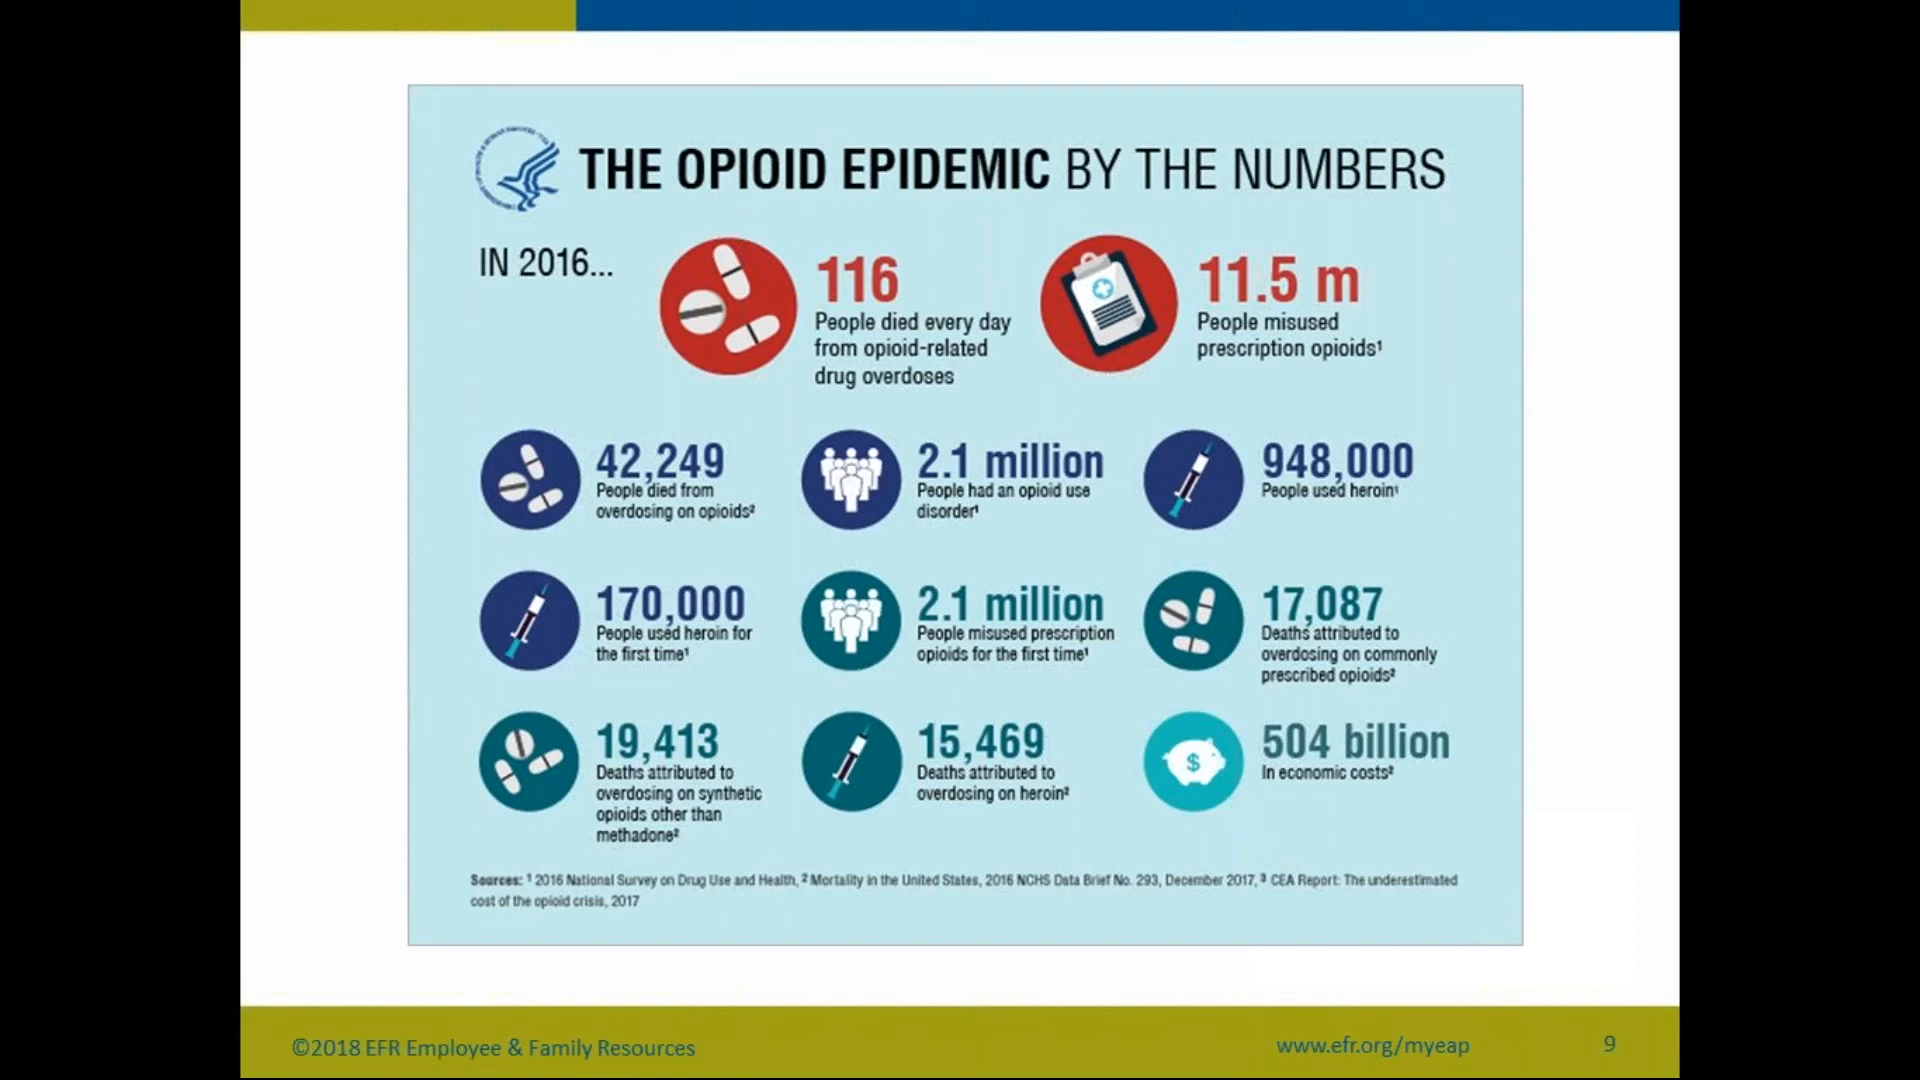 THE OPIOID EPIDEMIC BY THE NUMBERS
IN 2016...
116
People died every day
from opioid-related
drug overdoses
11.5 m
People misused
prescription opioids¹
42,249
People died from
overdosing on opioids²
2.1 million
People had an opioid use
disorder¹
948,000
People used heroin¹
170,000
People used heroin for
the first time¹
2.1 million
People misused prescription
opioids for the first time¹
17,087
Deaths attributed to
overdosing on commonly
prescribed opioids²
19,413
Deaths attributed to
overdosing on synthetic
opioids other than
methadone²
15,469
Deaths attributed to
overdosing on heroin²
504 billion
In economic costs²
$
Sources: ¹ 2016 National Survey on Drug Use and Health, ² Mortality in the United States, 2016 NCHS Data Brief No. 293, December 2017, ³ CEA Report: The underestimated
cost of the opioid crisis, 2017
©2018 EFR Employee & Family Resources
www.efr.org/myeap
9